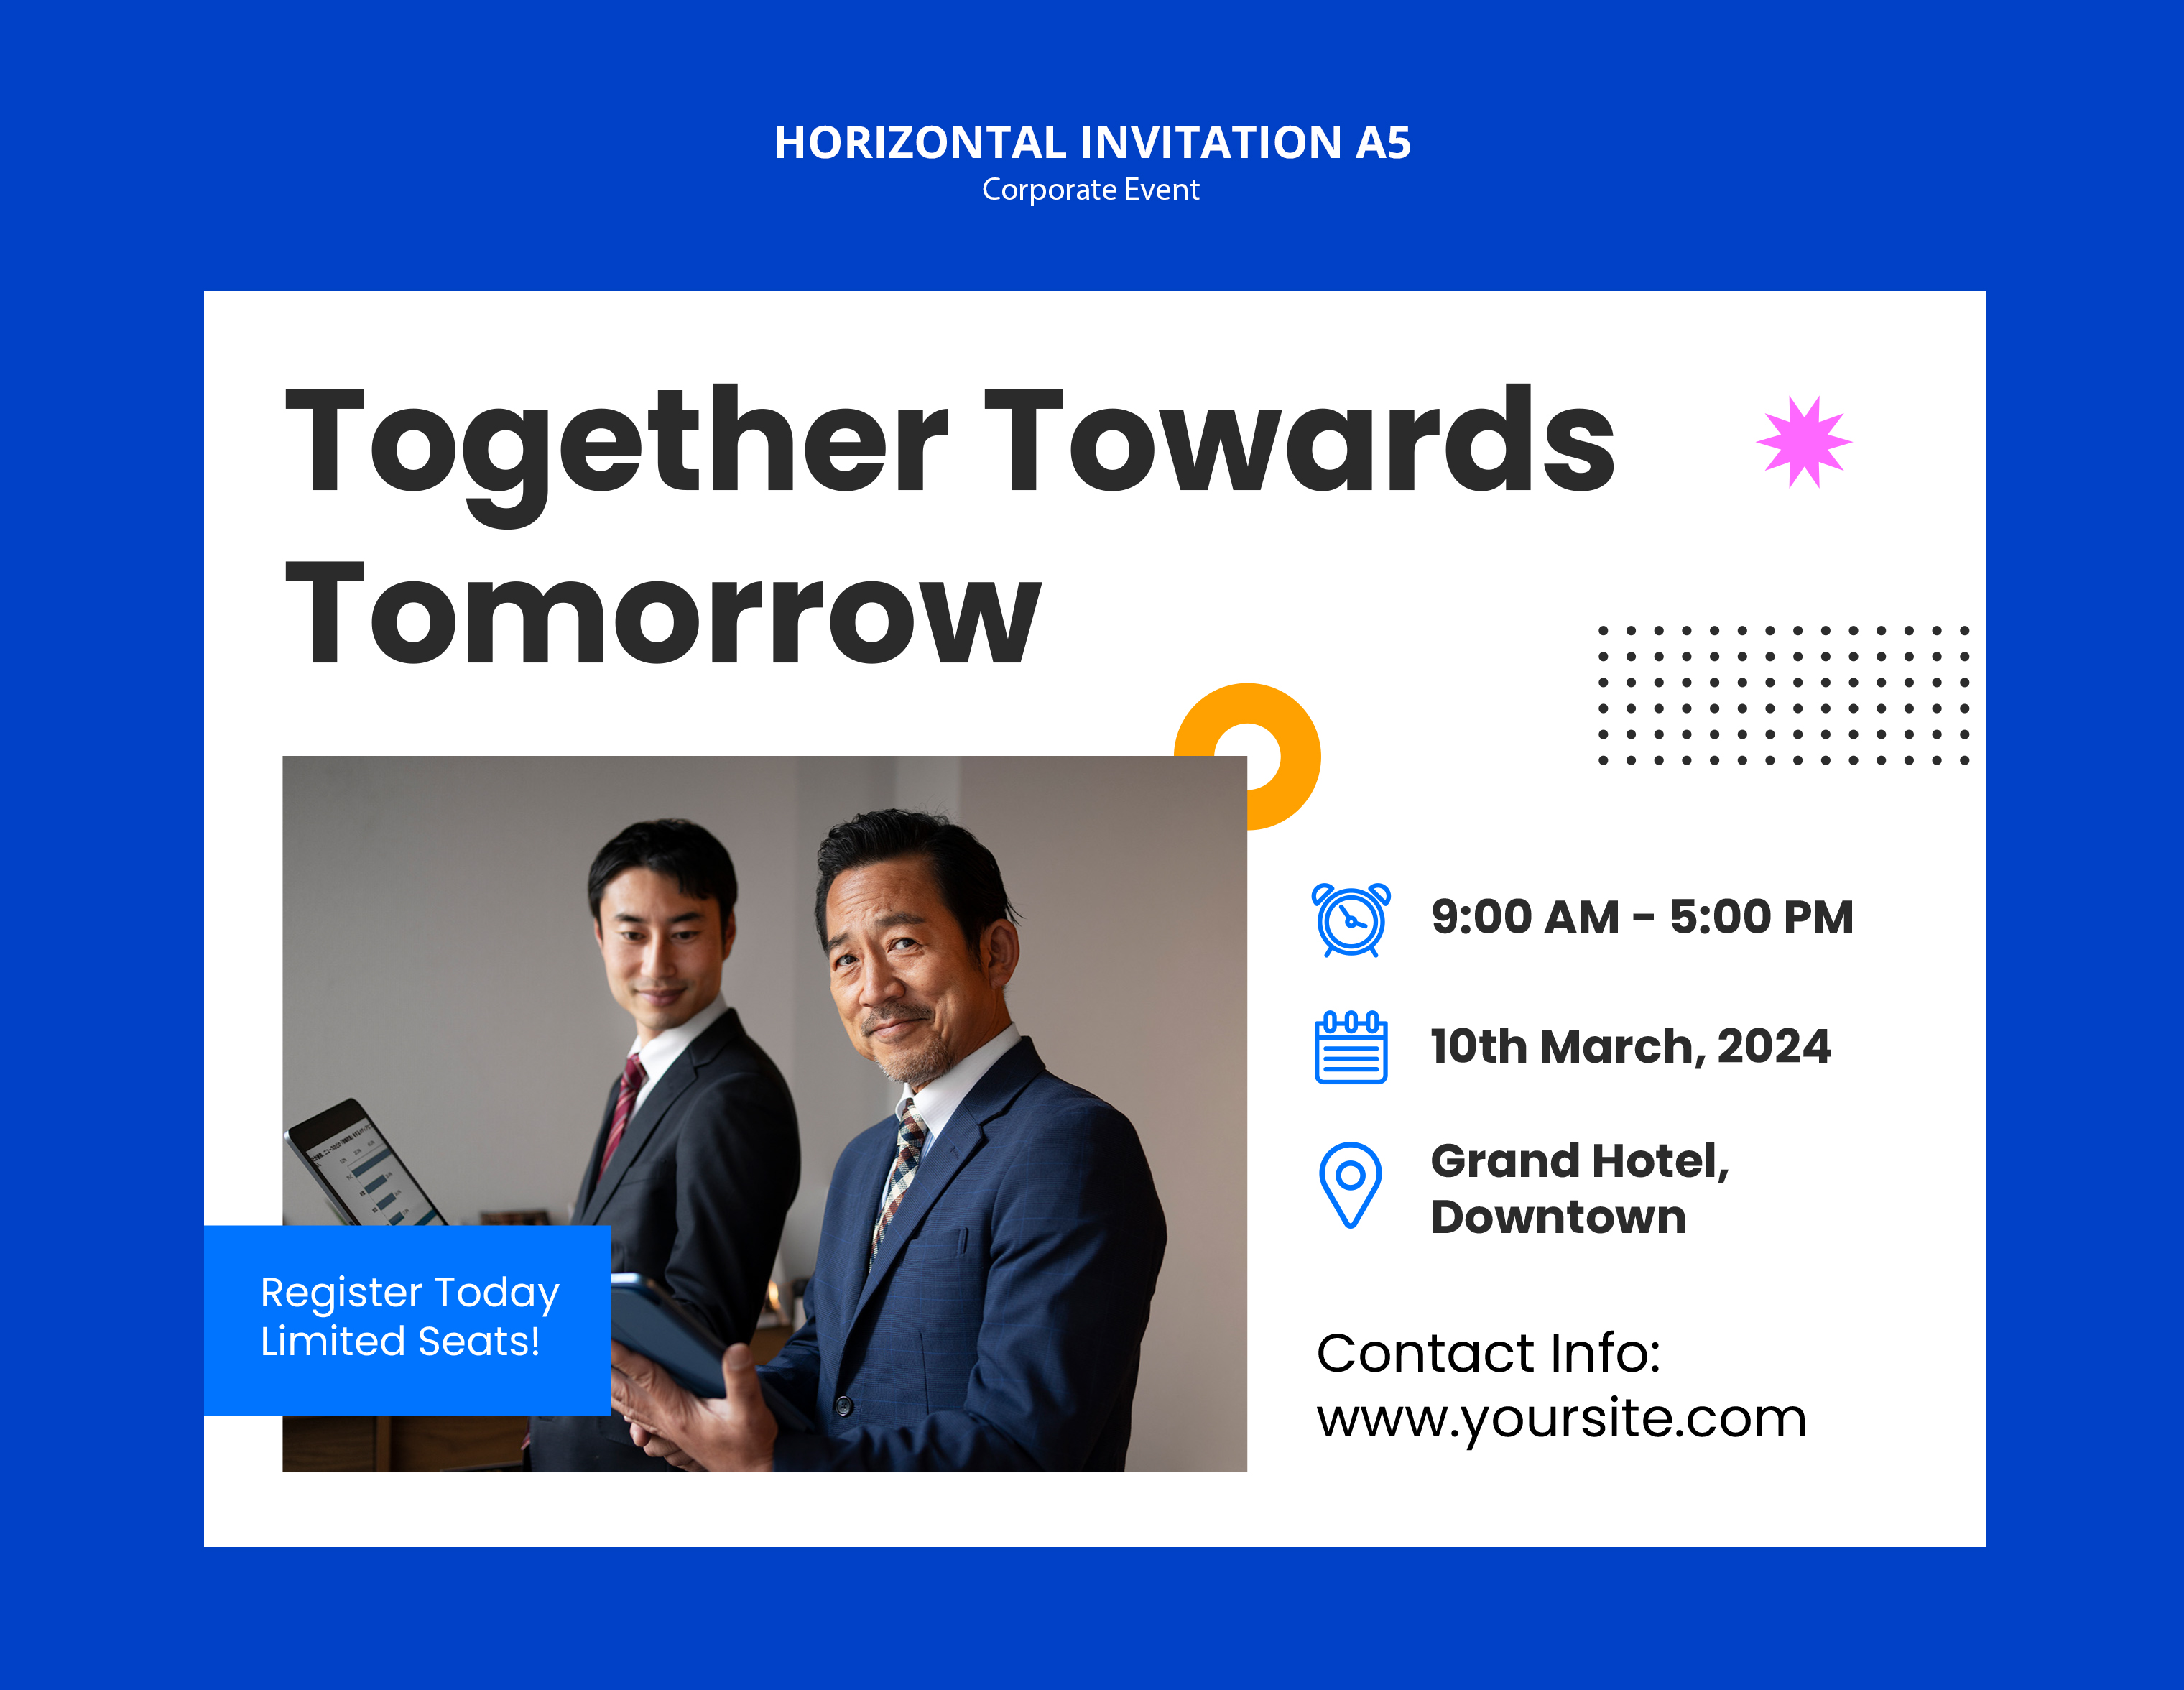 HORIZONTAL INVITATION A5
Corporate Event
Together Towards
Tomorrow
9:00 AM - 5:00 PM
10th March, 2024
Grand Hotel,
Downtown
Register Today
Limited Seats!
Contact Info:
www.yoursite.com